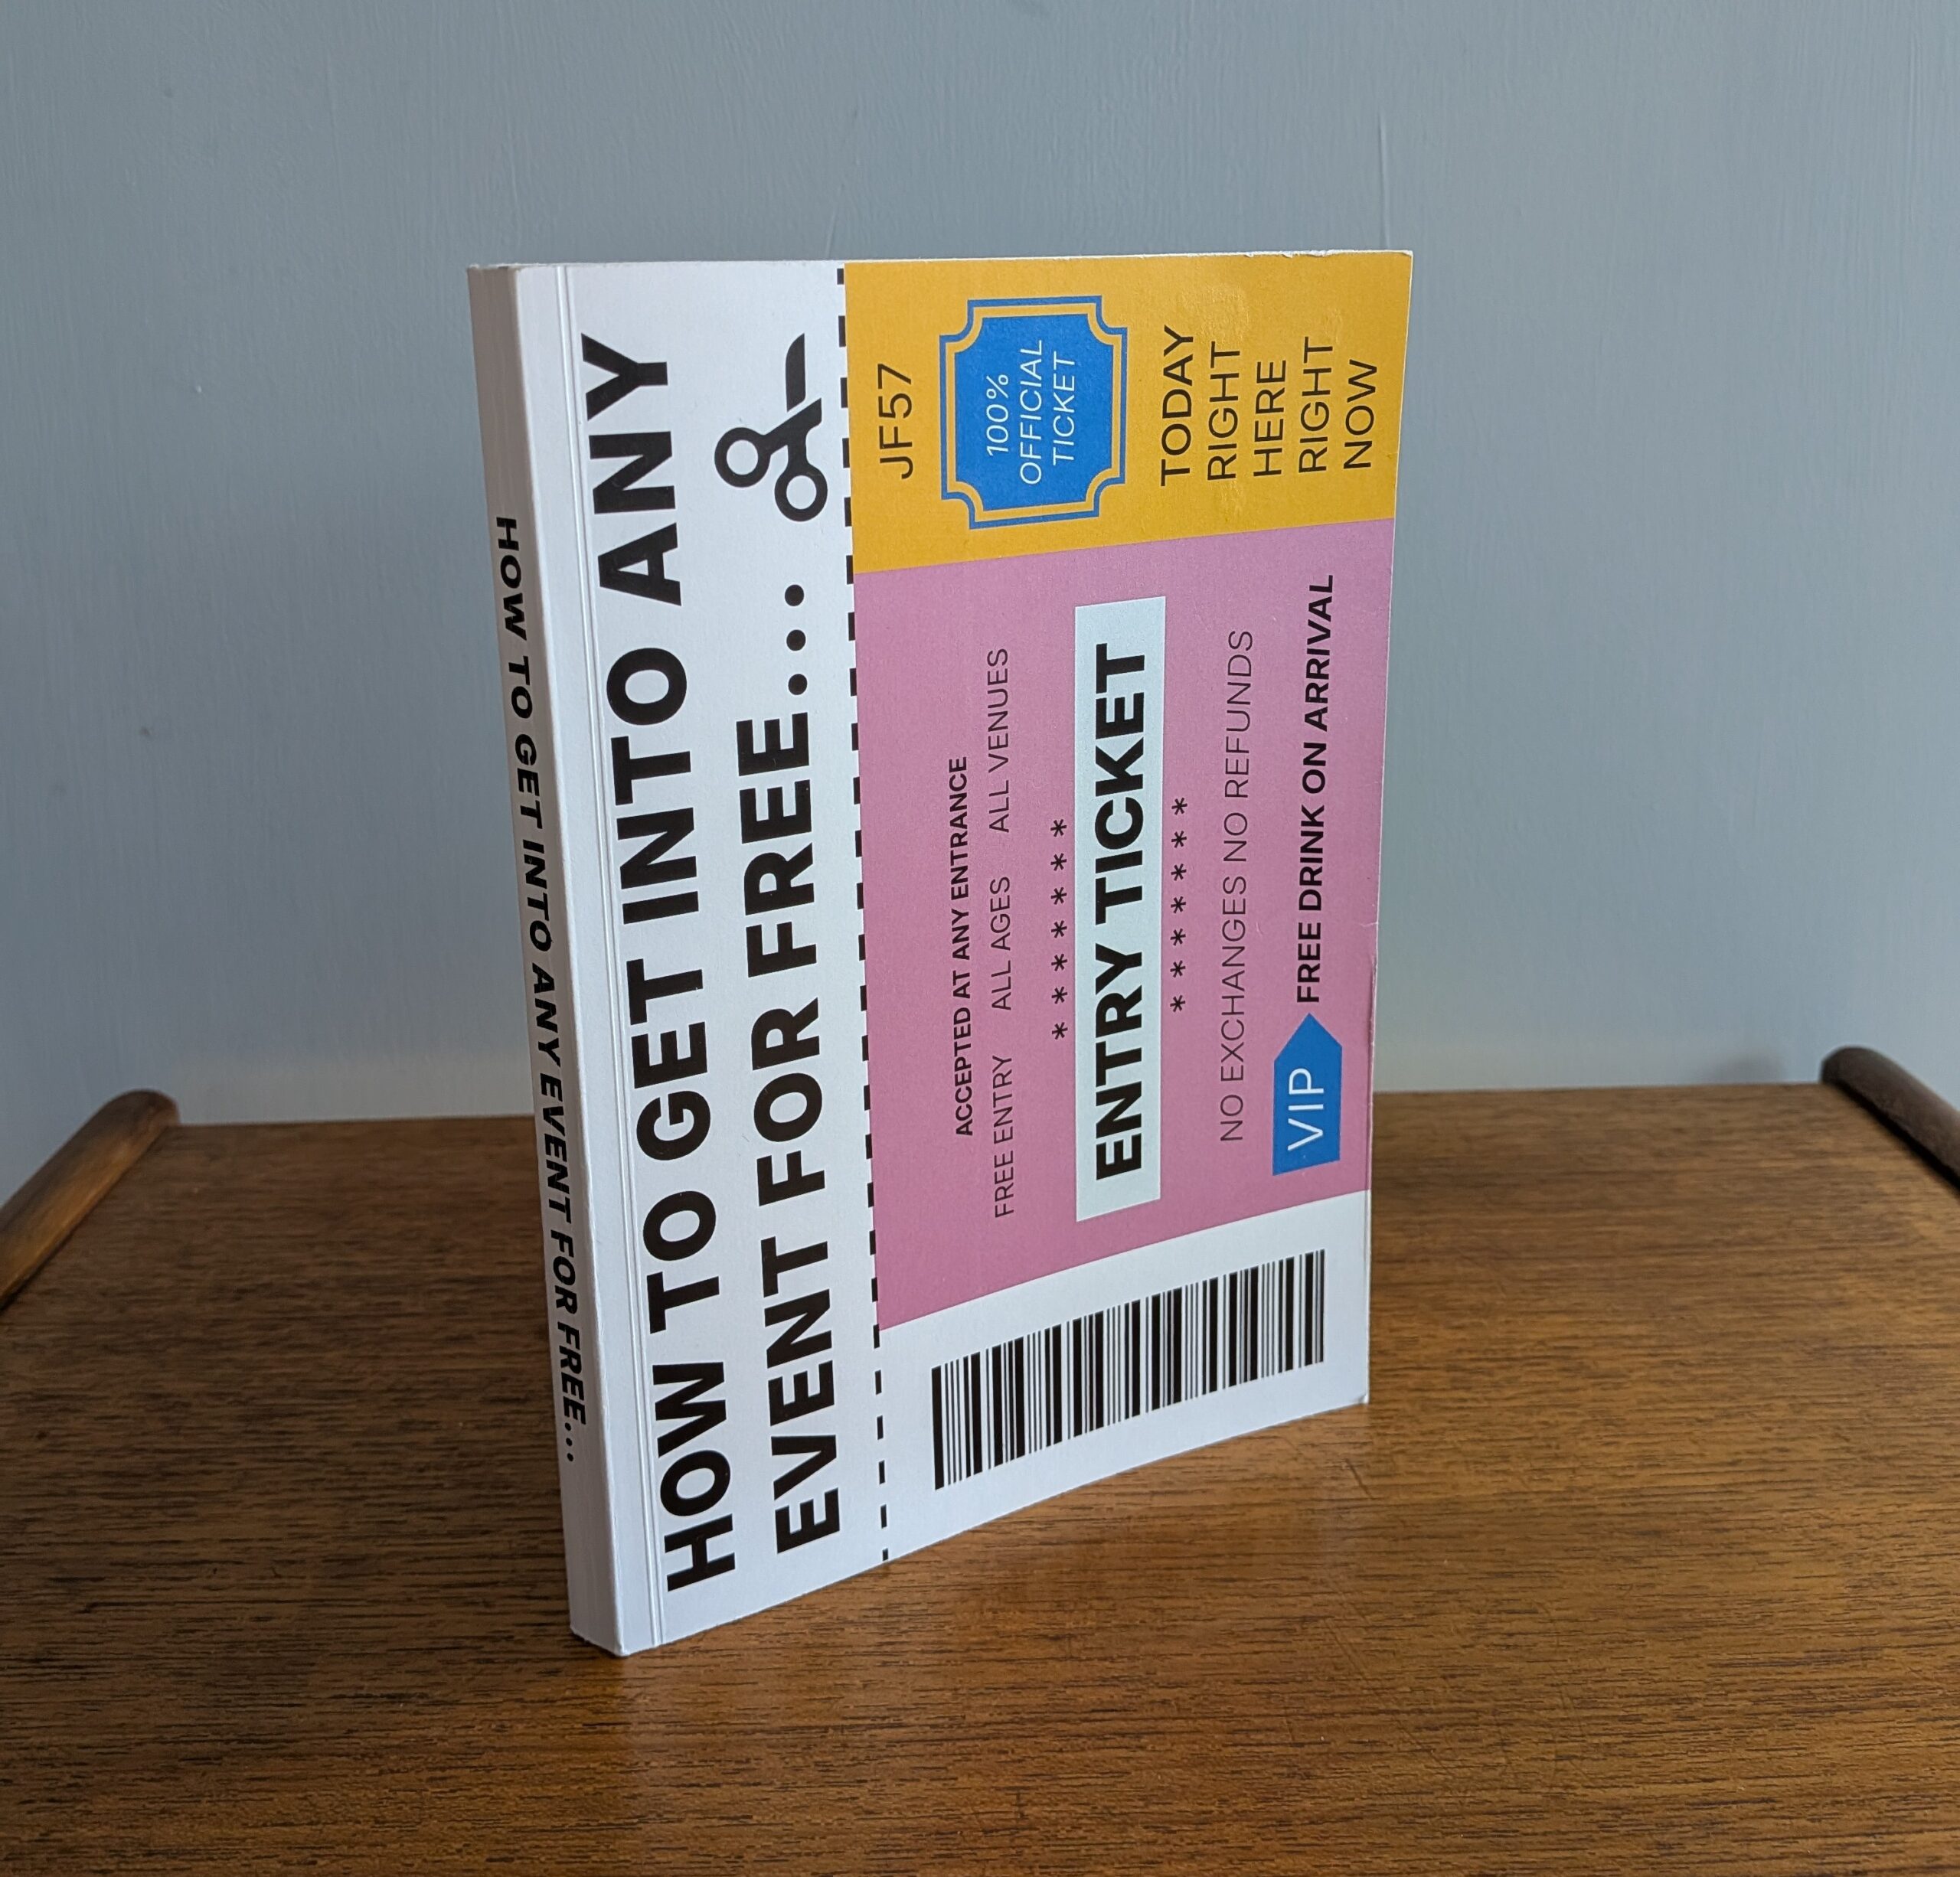 HOW TO GET INTO ANY EVENT FOR FREE...
HOW TO GET INTO ANY
EVENT FOR FREE...
ACCEPTED AT ANY ENTRANCE
FREE ENTRY ALL AGES ALL VENUES
* * * * * * *
ENTRY TICKET
* * * * * * *
NO EXCHANGES NO REFUNDS
VIP FREE DRINK ON ARRIVAL
JF57
100%
OFFICIAL
TICKET
TODAY
RIGHT
HERE
RIGHT
NOW